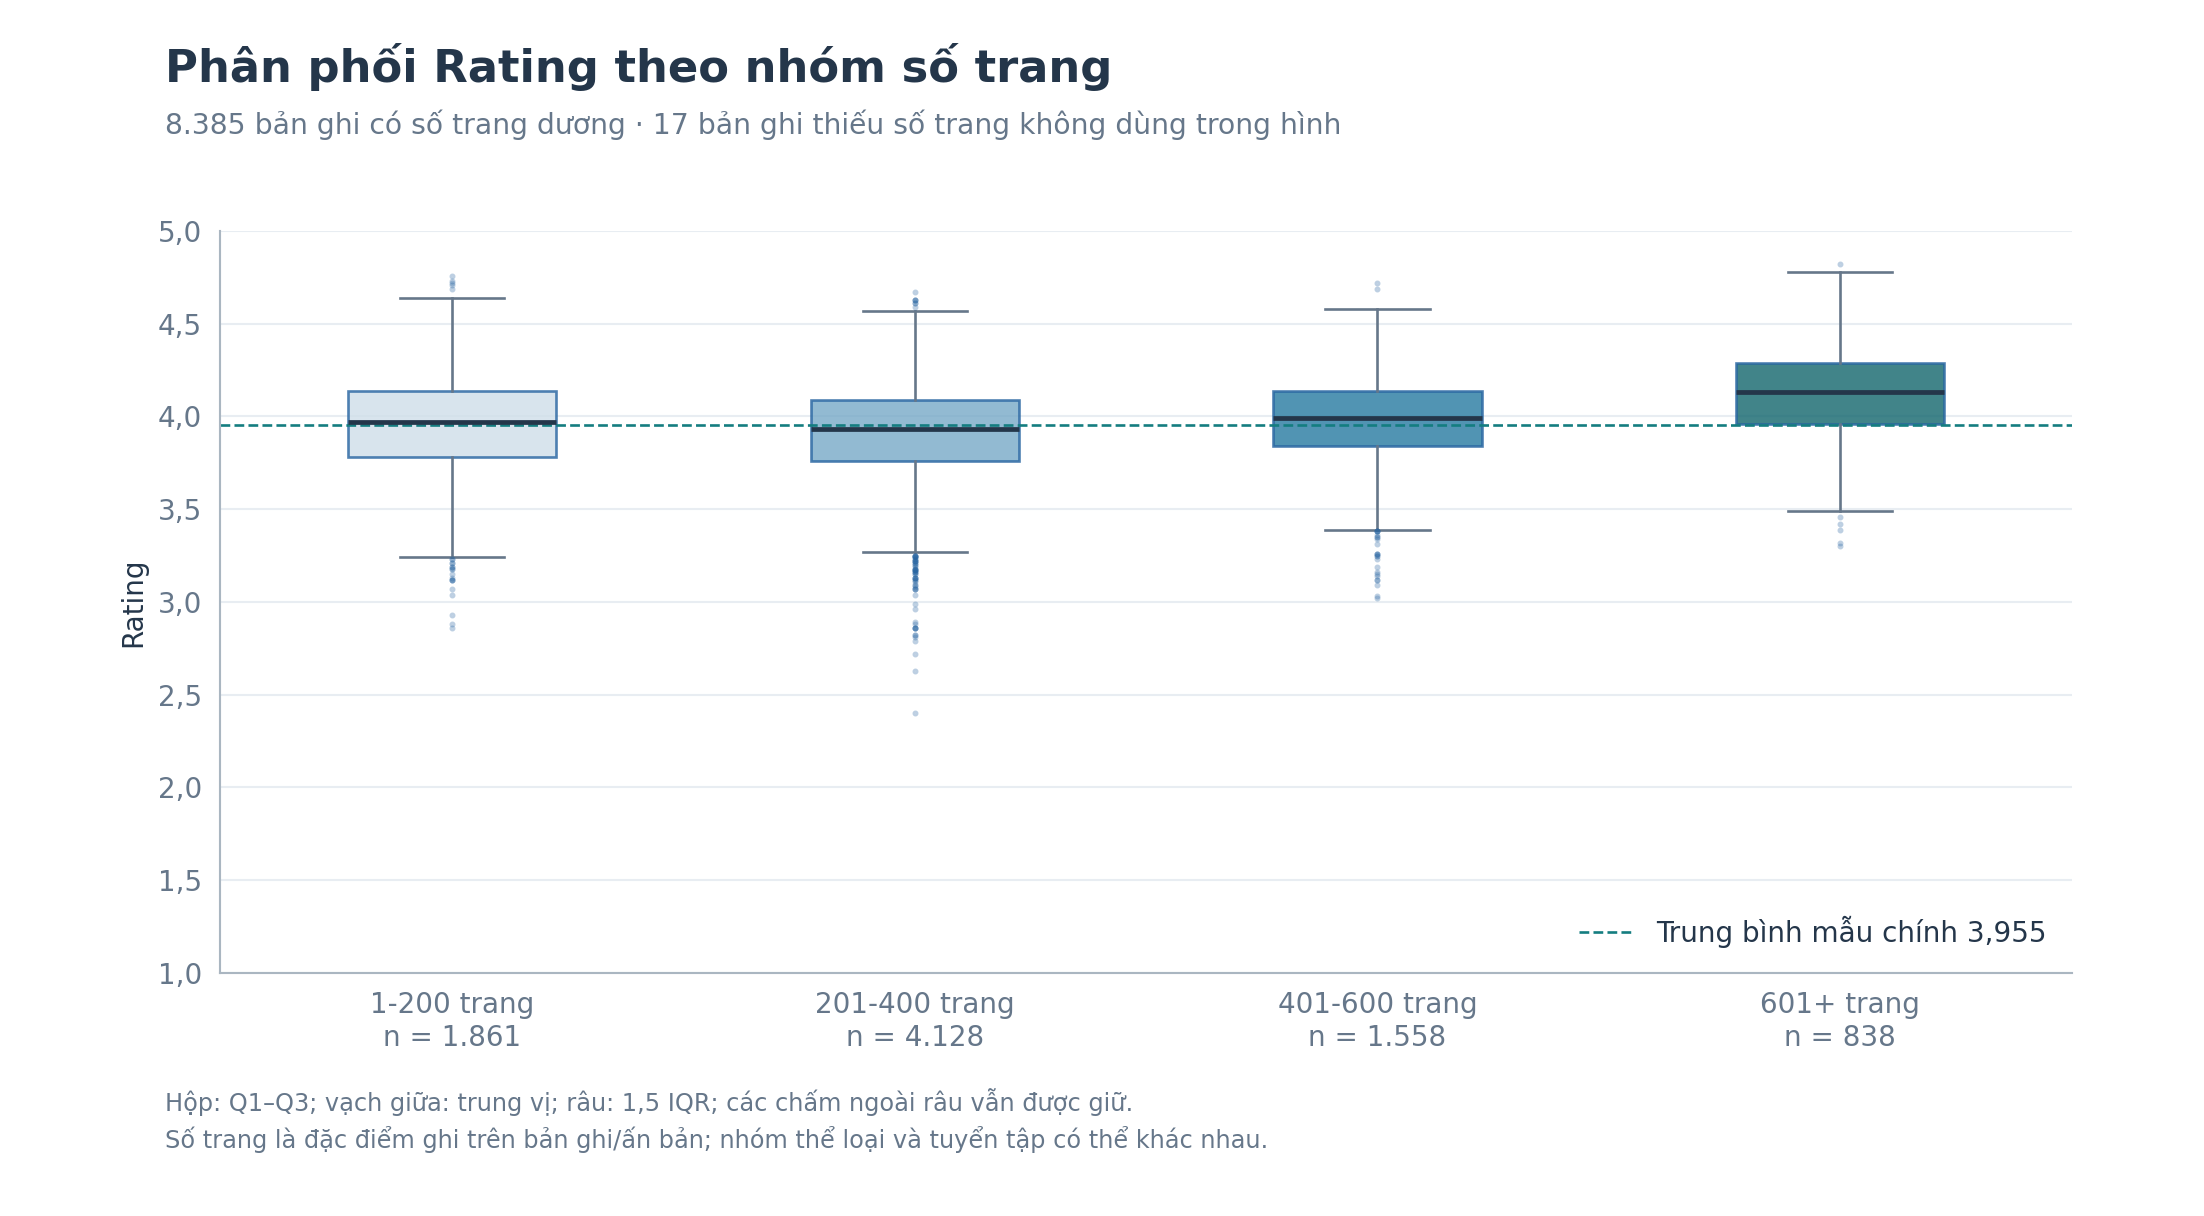 Phân phối Rating theo nhóm số trang
8.385 bản ghi có số trang dương · 17 bản ghi thiếu số trang không dùng trong hình
5,0
4,5
4,0
3,5
3,0
2,5
2,0
1,5
1,0
Rating
Trung bình mẫu chính 3,955
1-200 trang
n = 1.861
201-400 trang
n = 4.128
401-600 trang
n = 1.558
601+ trang
n = 838
Hộp: Q1–Q3; vạch giữa: trung vị; râu: 1,5 IQR; các chấm ngoài râu vẫn được giữ.
Số trang là đặc điểm ghi trên bản ghi/ấn bản; nhóm thể loại và tuyển tập có thể khác nhau.